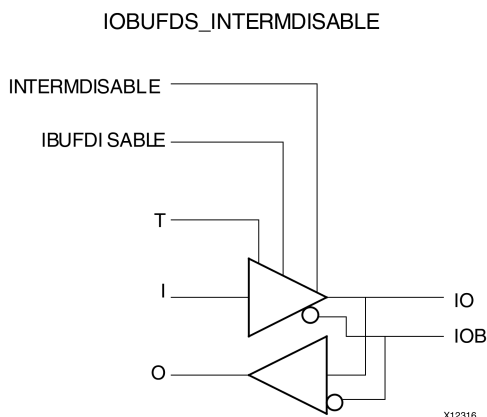 IOBUFDS_INTERMDISABLE
INTERMDISABLE
IBUFDISABLE
T
I
IO
IOB
O
X12316